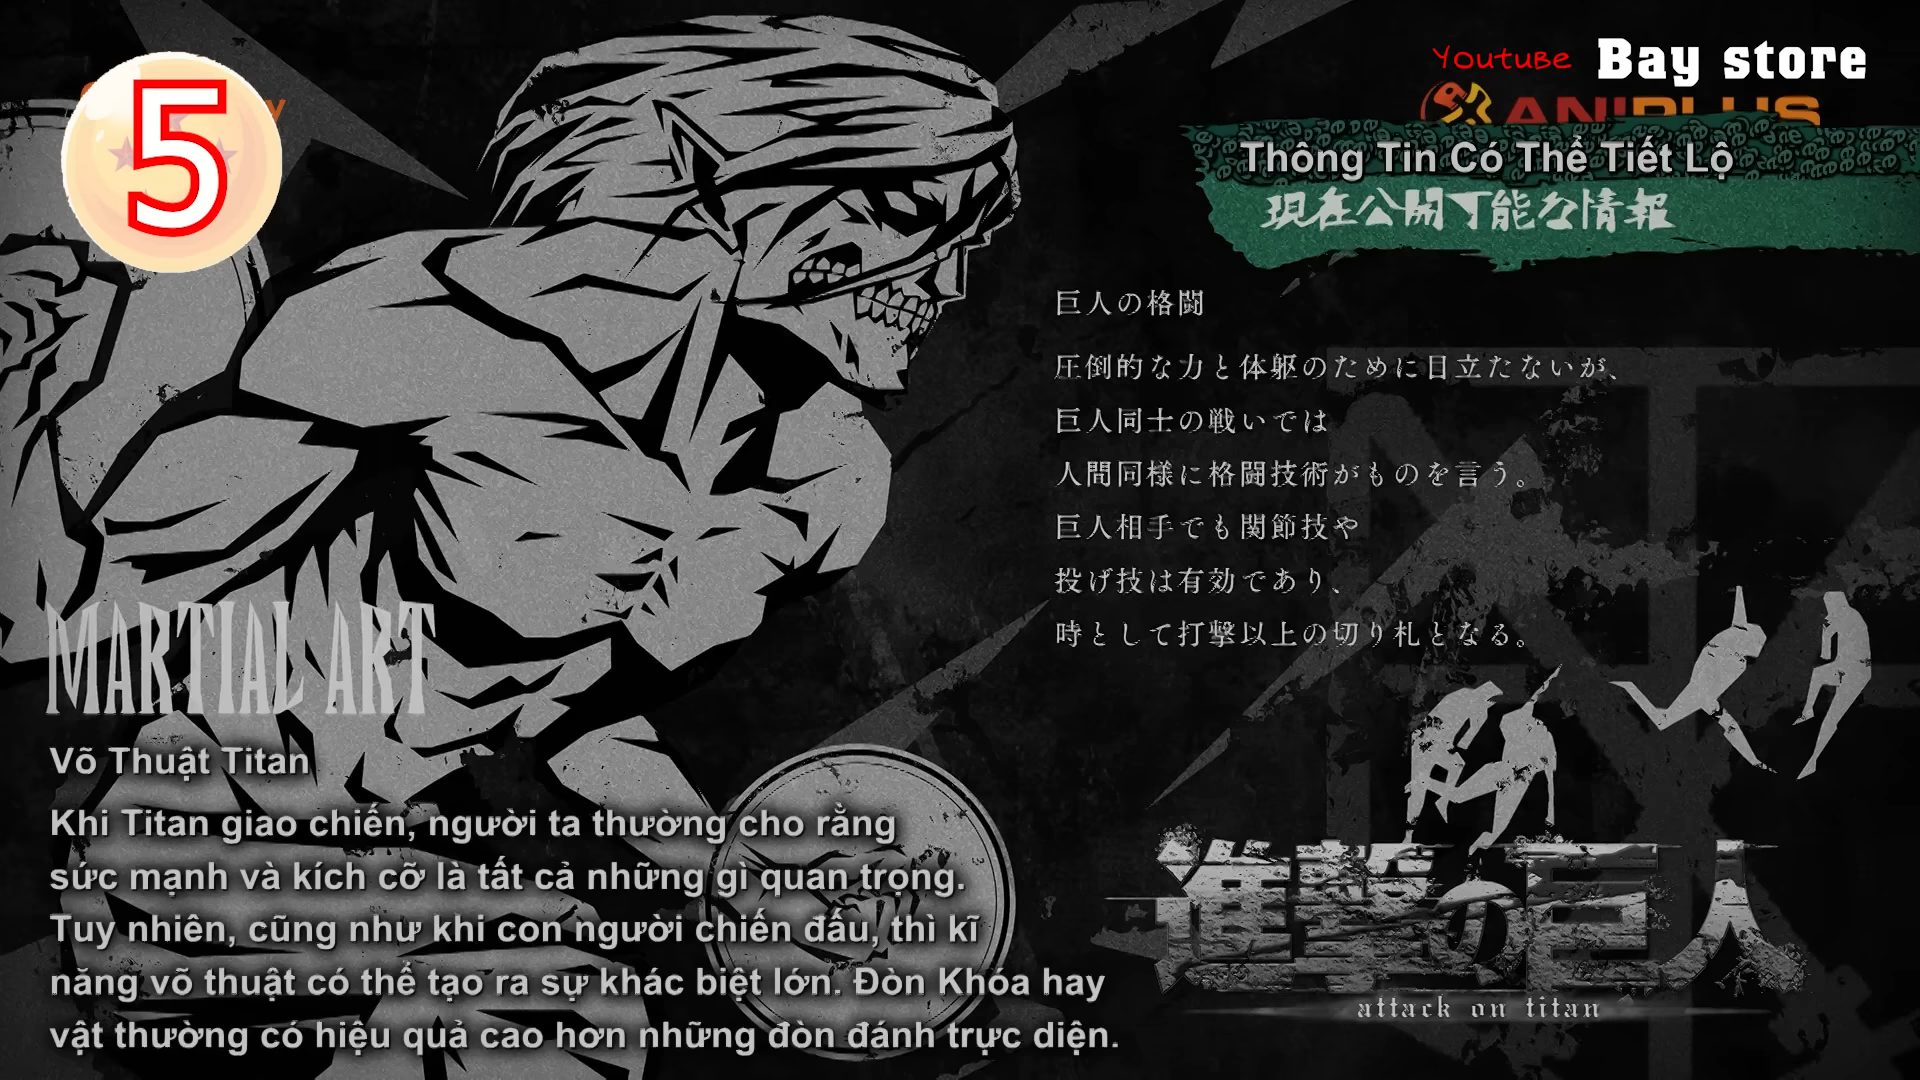 5
Youtube Bay store
ANIPLUS
Thông Tin Có Thể Tiết Lộ
現在公開可能な情報
巨人の格闘
圧倒的な力と体躯のために目立たないが、
巨人同士の戦いでは
人間同様に格闘技術がものを言う。
巨人相手でも関節技や
投げ技は有効であり、
時として打撃以上の切り札となる。
MARTIAL ART
Võ Thuật Titan
Khi Titan giao chiến, người ta thường cho rằng
sức mạnh và kích cỡ là tất cả những gì quan trọng.
Tuy nhiên, cũng như khi con người chiến đấu, thì kĩ
năng võ thuật có thể tạo ra sự khác biệt lớn. Đòn Khóa hay
vật thường có hiệu quả cao hơn những đòn đánh trực diện.
進撃の巨人
attack on titan